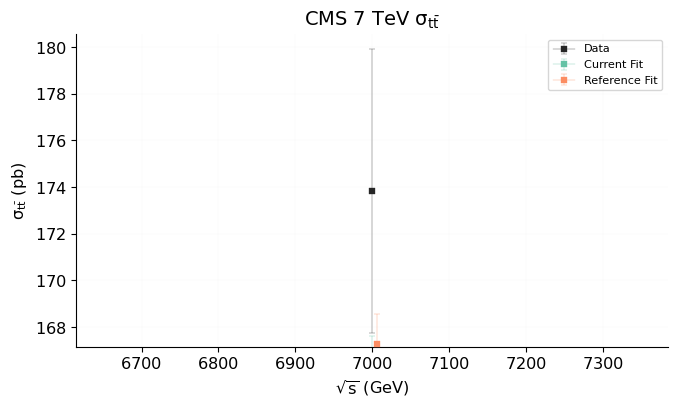 CMS 7 TeV σtt̄
Data
Current Fit
Reference Fit
180
178
176
174
172
170
168
σtt̄ (pb)
6700 6800 6900 7000 7100 7200 7300
√s (GeV)